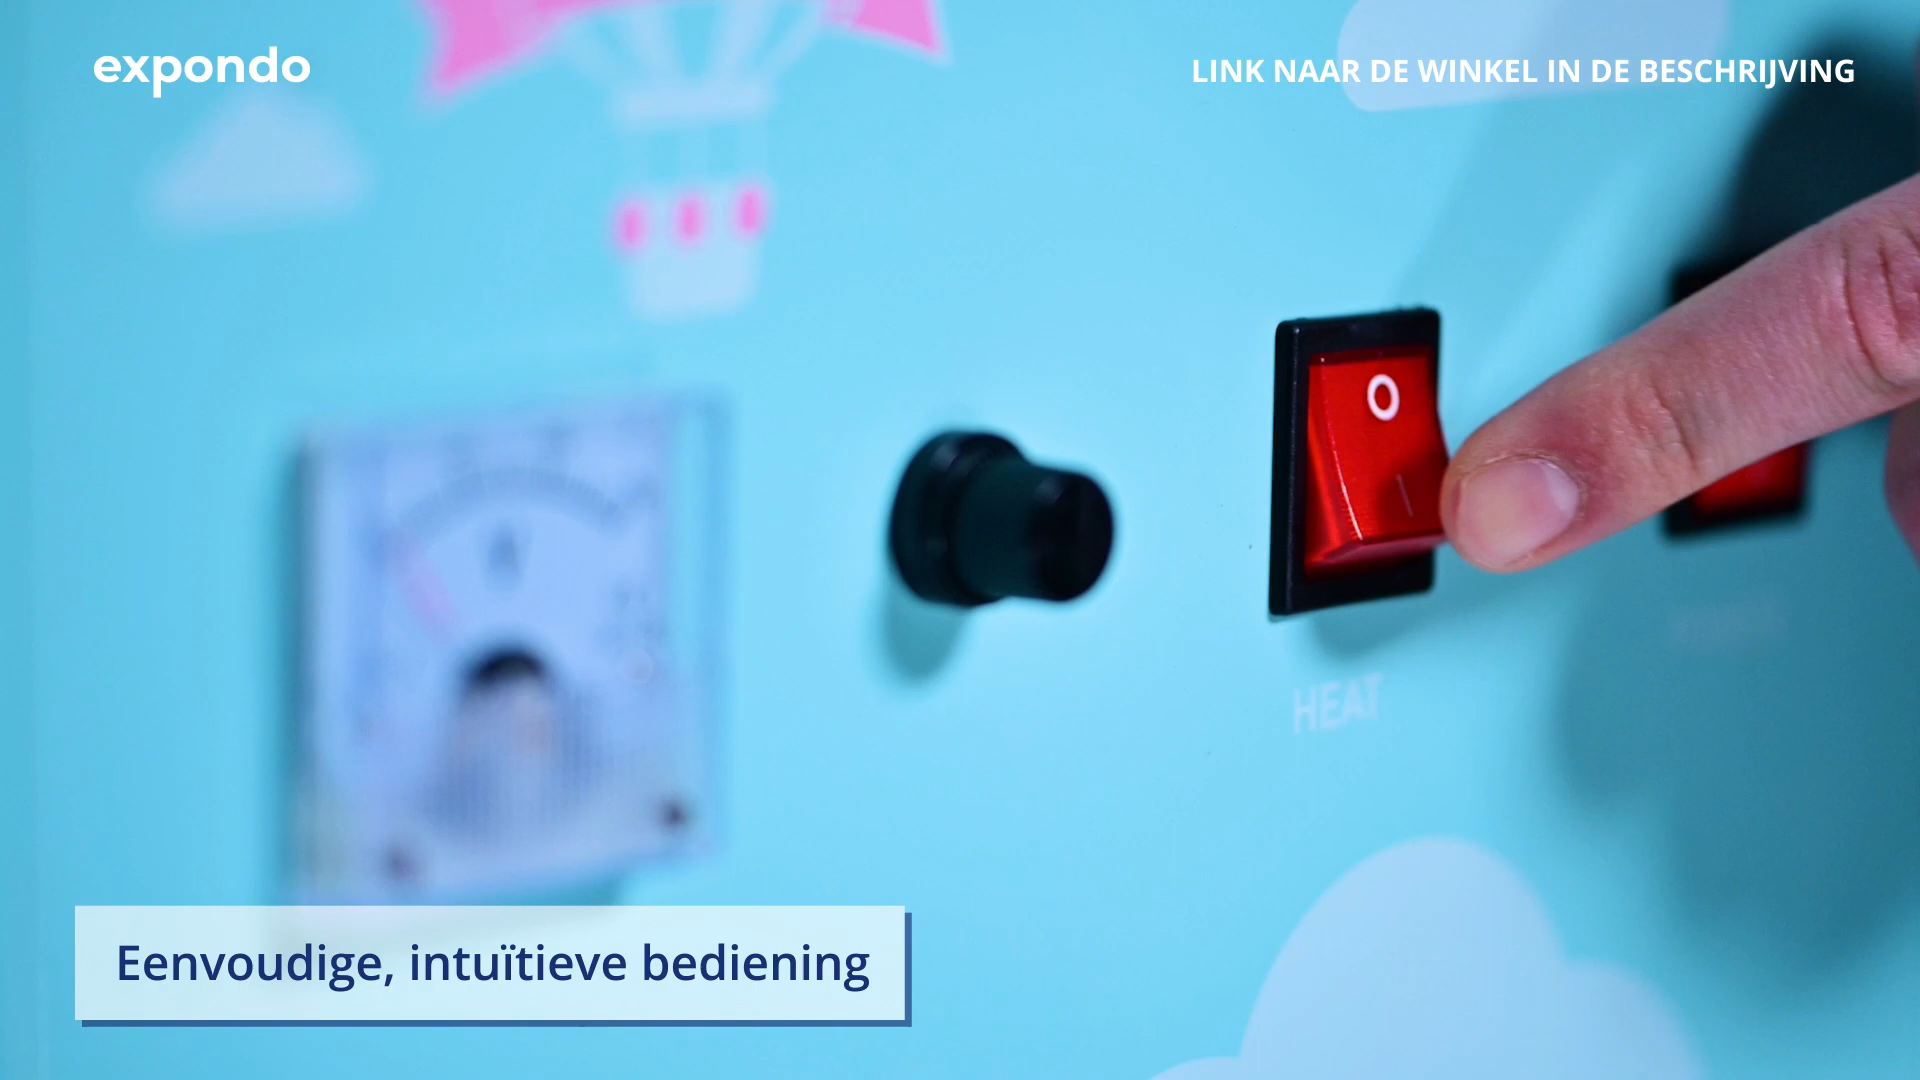 expondo
LINK NAAR DE WINKEL IN DE BESCHRIJVING
O
HEAT
Eenvoudige, intuïtieve bediening